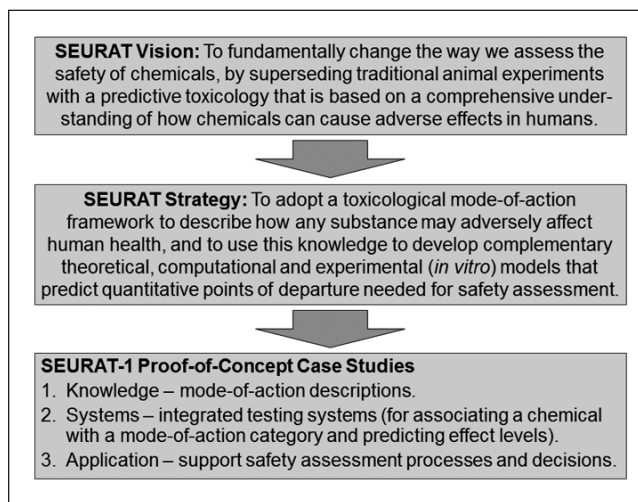 SEURAT Vision: To fundamentally change the way we assess the
safety of chemicals, by superseding traditional animal experiments
with a predictive toxicology that is based on a comprehensive under-
standing of how chemicals can cause adverse effects in humans.
SEURAT Strategy: To adopt a toxicological mode-of-action
framework to describe how any substance may adversely affect
human health, and to use this knowledge to develop complementary
theoretical, computational and experimental (in vitro) models that
predict quantitative points of departure needed for safety assessment.
SEURAT-1 Proof-of-Concept Case Studies
1. Knowledge – mode-of-action descriptions.
2. Systems – integrated testing systems (for associating a chemical
with a mode-of-action category and predicting effect levels).
3. Application – support safety assessment processes and decisions.